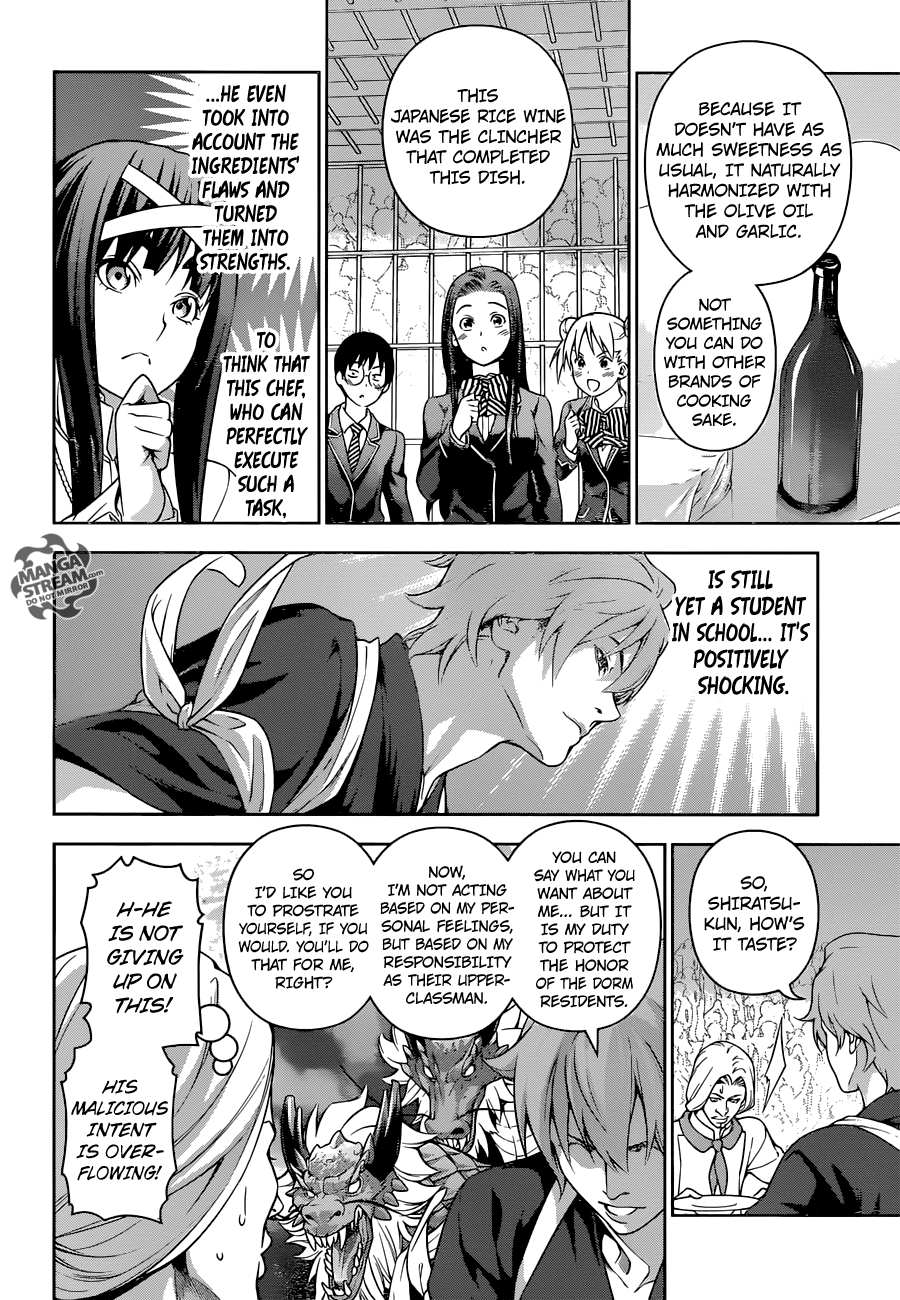 BECAUSE IT
DOESN'T HAVE AS
MUCH SWEETNESS AS
USUAL, IT NATURALLY
HARMONIZED WITH
THE OLIVE OIL
AND GARLIC.
NOT
SOMETHING
YOU CAN DO
WITH OTHER
BRANDS OF
COOKING
SAKE.
THIS
JAPANESE RICE WINE
WAS THE CLINCHER
THAT COMPLETED
THIS DISH.
...HE EVEN
TOOK INTO
ACCOUNT THE
INGREDIENTS'
FLAWS AND
TURNED
THEM INTO
STRENGTHS.
TO
THINK THAT
THIS CHEF,
WHO CAN
PERFECTLY
EXECUTE
SUCH A
TASK,
MANGA
STREAM.com
DO NOT MIRROR
IS STILL
YET A STUDENT
IN SCHOOL... IT'S
POSITIVELY
SHOCKING.
SO,
SHIRATSU-
KUN, HOW'S
IT TASTE?
YOU CAN
SAY WHAT YOU
WANT ABOUT
ME... BUT IT
IS MY DUTY
TO PROTECT
THE HONOR
OF THE DORM
RESIDENTS.
NOW,
I'M NOT ACTING
BASED ON MY PER-
SONAL FEELINGS,
BUT BASED ON MY
RESPONSIBILITY
AS THEIR UPPER-
CLASSMAN.
SO
I'D LIKE YOU
TO PROSTRATE
YOURSELF, IF YOU
WOULD. YOU'LL DO
THAT FOR ME,
RIGHT?
H-HE
IS NOT
GIVING
UP ON
THIS!
HIS
MALICIOUS
INTENT
IS OVER-
FLOWING!